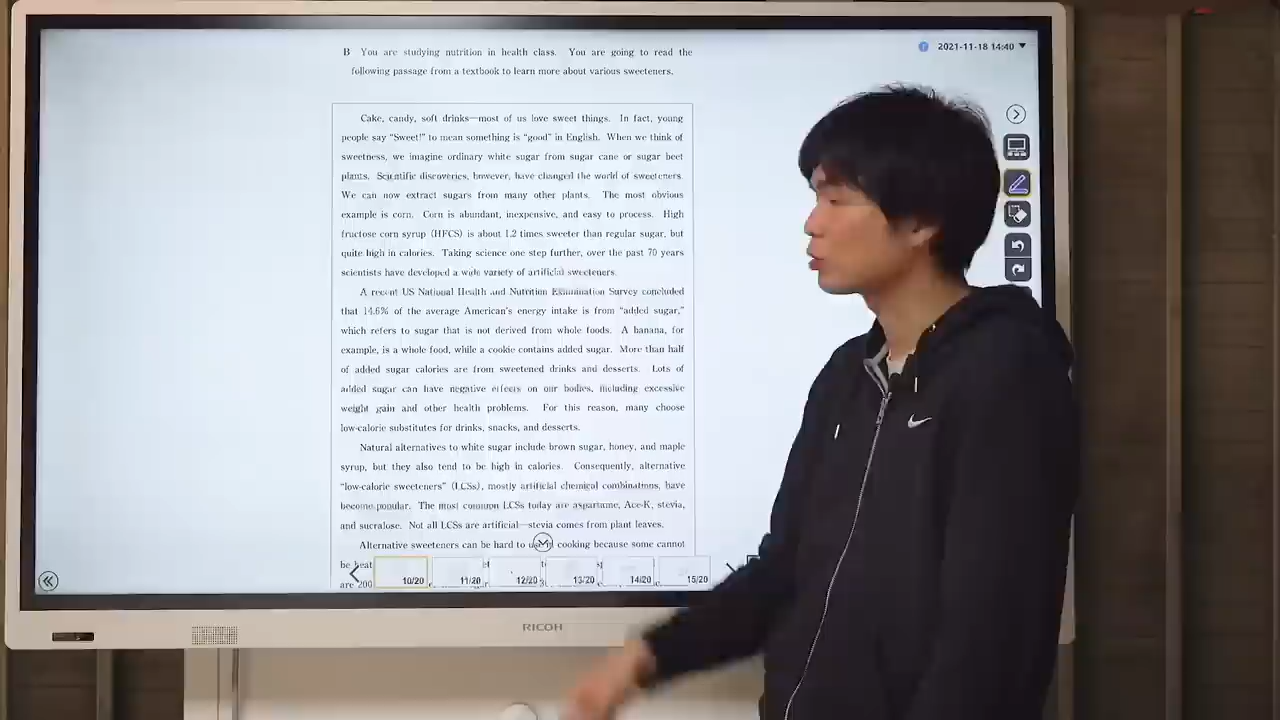 B You are studying nutrition in health class. You are going to read the
following passage from a textbook to learn more about various sweeteners.
2021-11-18 14:40
Cake, candy, soft drinks—most of us love sweet things. In fact, young
people say “Sweet!” to mean something is “good” in English. When we think of
sweetness, we imagine ordinary white sugar from sugar cane or sugar beet
plants. Scientific discoveries, however, have changed the world of sweeteners.
We can now extract sugars from many other plants. The most obvious
example is corn. Corn is abundant, inexpensive, and easy to process. High
fructose corn syrup (HFCS) is about 1.2 times sweeter than regular sugar, but
quite high in calories. Taking science one step further, over the past 70 years
scientists have developed a wide variety of artificial sweeteners.
A recent US National Health and Nutrition Examination Survey concluded
that 14.6% of the average American’s energy intake is from “added sugar,”
which refers to sugar that is not derived from whole foods. A banana, for
example, is a whole food, while a cookie contains added sugar. More than half
of added sugar calories are from sweetened drinks and desserts. Lots of
added sugar can have negative effects on our bodies, including excessive
weight gain and other health problems. For this reason, many choose
low-calorie substitutes for drinks, snacks, and desserts.
Natural alternatives to white sugar include brown sugar, honey, and maple
syrup, but they also tend to be high in calories. Consequently, alternative
“low-calorie sweeteners” (LCSs), mostly artificial chemical combinations, have
become popular. The most common LCSs today are aspartame, Ace-K, stevia,
and sucralose. Not all LCSs are artificial—stevia comes from plant leaves.
Alternative sweeteners can be hard to cooking because some cannot
be heat
are 200
10/20 11/20 12/20 13/20 14/20 15/20
RICOH